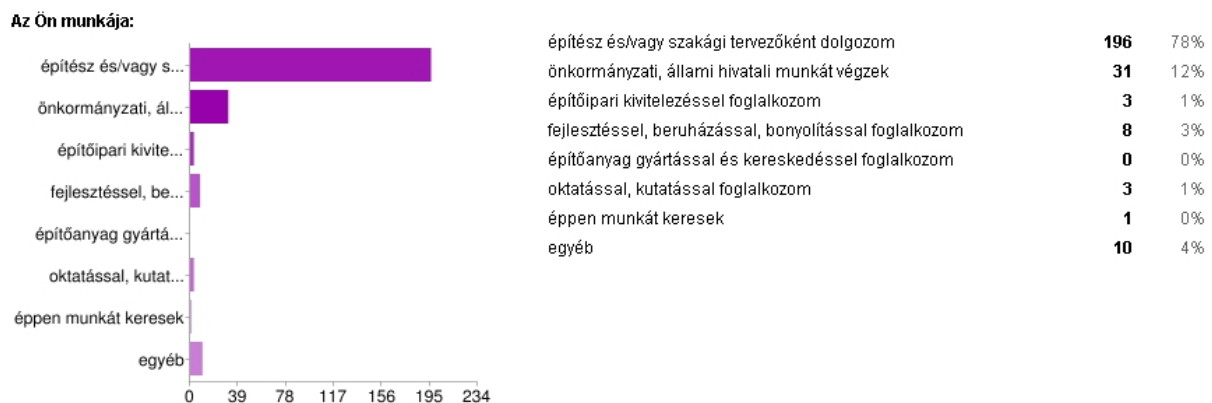 Az Ön munkája:
építész és/vagy s...
önkormányzati, ál...
építőipari kivite...
fejlesztéssel, be...
építőanyag gyártá...
oktatással, kutat...
éppen munkát keresek
egyéb
0 39 78 117 156 195 234
építész és/vagy szakági tervezőként dolgozom 196 78%
önkormányzati, állami hivatali munkát végzek 31 12%
építőipari kivitelezéssel foglalkozom 3 1%
fejlesztéssel, beruházással, bonyolítással foglalkozom 8 3%
építőanyag gyártással és kereskedéssel foglalkozom 0 0%
oktatással, kutatással foglalkozom 3 1%
éppen munkát keresek 1 0%
egyéb 10 4%